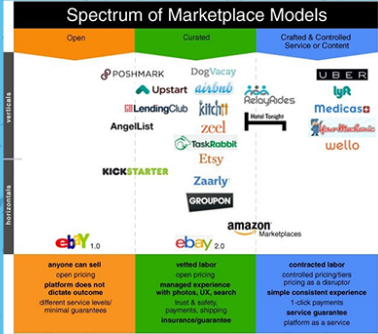 Spectrum of Marketplace Models
Open
Curated
Crafted & Controlled
Service or Content
verticals
horizontals
POSHMARK
Upstart
LendingClub
AngelList
KICKSTARTER
ebay 1.0
DogVacay
airbnb
kitchit
zeel
TaskRabbit
Etsy
Zaarly
GROUPON
amazon
Marketplaces
ebay 2.0
RelayRides
Hotel Tonight
UBER
lyft
Medicast
YourMechanic
wello
anyone can sell
open pricing
platform does not
dictate outcome
different service levels/
minimal guarantees
vetted labor
open pricing
managed experience
with photos, UX, search
trust & safety,
payments, shipping
insurance/guarantee
contracted labor
controlled pricing/tiers
pricing as a disruptor
simple consistent experience
1-click payments
service guarantee
platform as a service